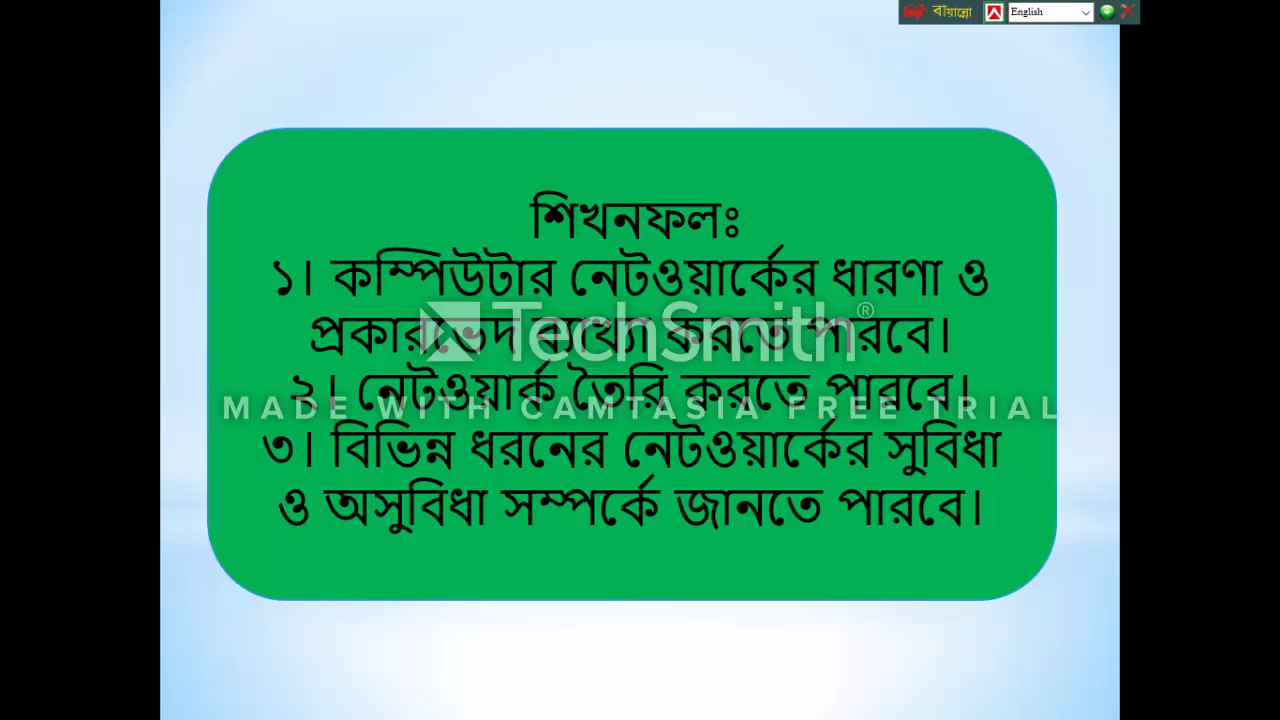 বায়ান্নো English
শিখনফলঃ
১। কম্পিউটার নেটওয়ার্কের ধারণা ও
প্রকারভেদ ব্যাখ্যা করতে পারবে।
TechSmith®
২। নেটওয়ার্ক তৈরি করতে পারবে।
MADE WITH CAMTASIA FREE TRIAL
৩। বিভিন্ন ধরনের নেটওয়ার্কের সুবিধা
ও অসুবিধা সম্পর্কে জানতে পারবে।